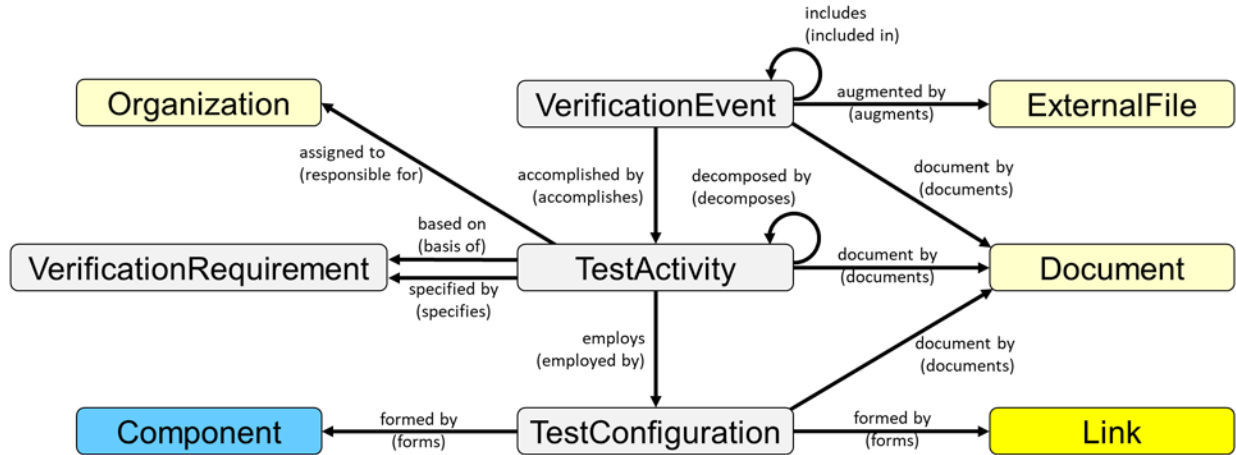 includes
(included in)
Organization
VerificationEvent
augmented by
(augments)
ExternalFile
assigned to
(responsible for)
accomplished by
(accomplishes)
decomposed by
(decomposes)
document by
(documents)
based on
(basis of)
VerificationRequirement
specified by
(specifies)
TestActivity
document by
(documents)
Document
employs
(employed by)
document by
(documents)
Component
formed by
(forms)
TestConfiguration
formed by
(forms)
Link